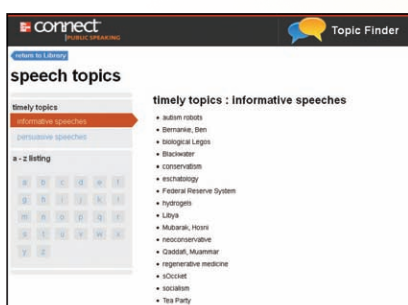 connect
PUBLIC SPEAKING
Topic Finder
return to Library
speech topics
timely topics
informative speeches
persuasive speeches
a - z listing
a b c d e f
g h i j k l
m n o p q r
s t u v w x
y z
timely topics : informative speeches
• autism robots
• Bernanke, Ben
• biological Legos
• Blackwater
• conservatism
• eschatology
• Federal Reserve System
• hydrogels
• Libya
• Mubarak, Hosni
• neoconservative
• Qaddafi, Muammar
• regenerative medicine
• sOccket
• socialism
• Tea Party